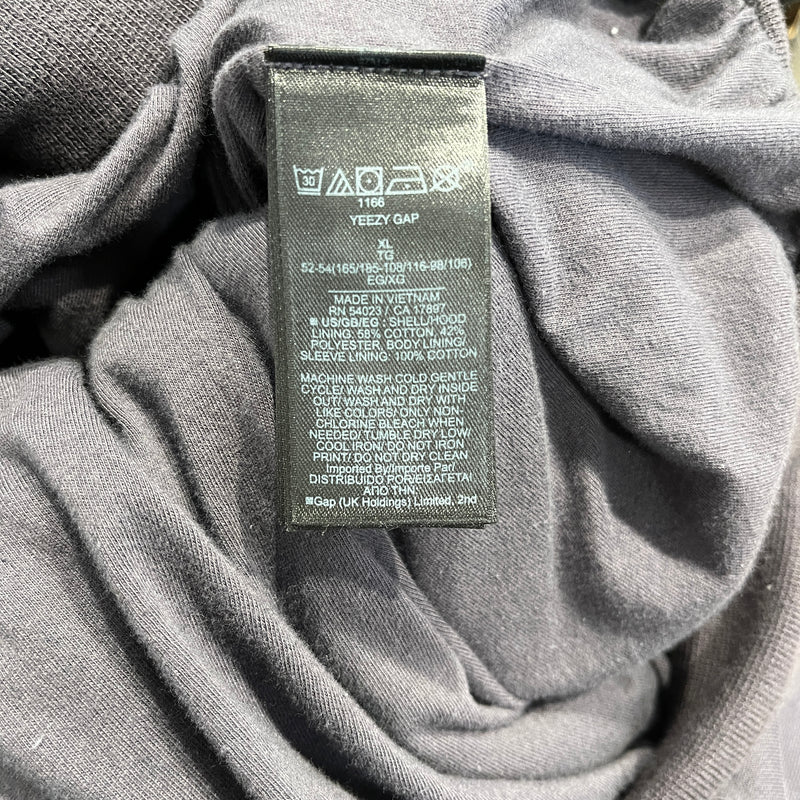 30
1166
YEEZY GAP
XL
TG
52-54(165/185-108/116-98/106)
EG/XG
MADE IN VIETNAM
RN 54023 / CA 17897
■ US/GB/EG : SHELL/HOOD
LINING: 58% COTTON, 42%
POLYESTER, BODY LINING/
SLEEVE LINING: 100% COTTON
MACHINE WASH COLD GENTLE
CYCLE/ WASH AND DRY INSIDE
OUT/ WASH AND DRY WITH
LIKE COLORS/ ONLY NON-
CHLORINE BLEACH WHEN
NEEDED/ TUMBLE DRY LOW/
COOL IRON/ DO NOT IRON
PRINT/ DO NOT DRY CLEAN
Imported By/Importe Par/
DISTRIBUIDO POR/ΕΙΣΑΓΕΤΑΙ
ΑΠΟ ΤΗΝ:
■Gap (UK Holdings) Limited, 2nd